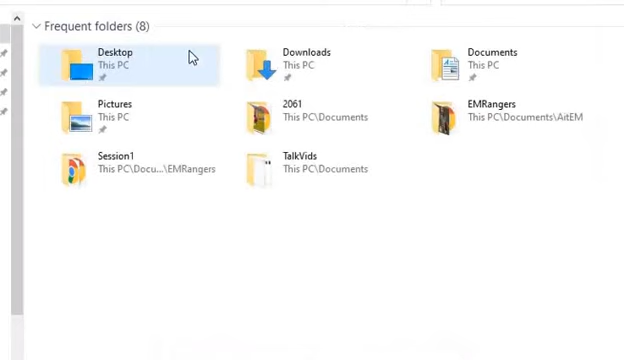 Frequent folders (8)
Desktop
This PC
Downloads
This PC
Documents
This PC
Pictures
This PC
2061
This PC\Documents
EMRangers
This PC\Documents\AitEM
Session1
This PC\Docu...\EMRangers
TalkVids
This PC\Documents